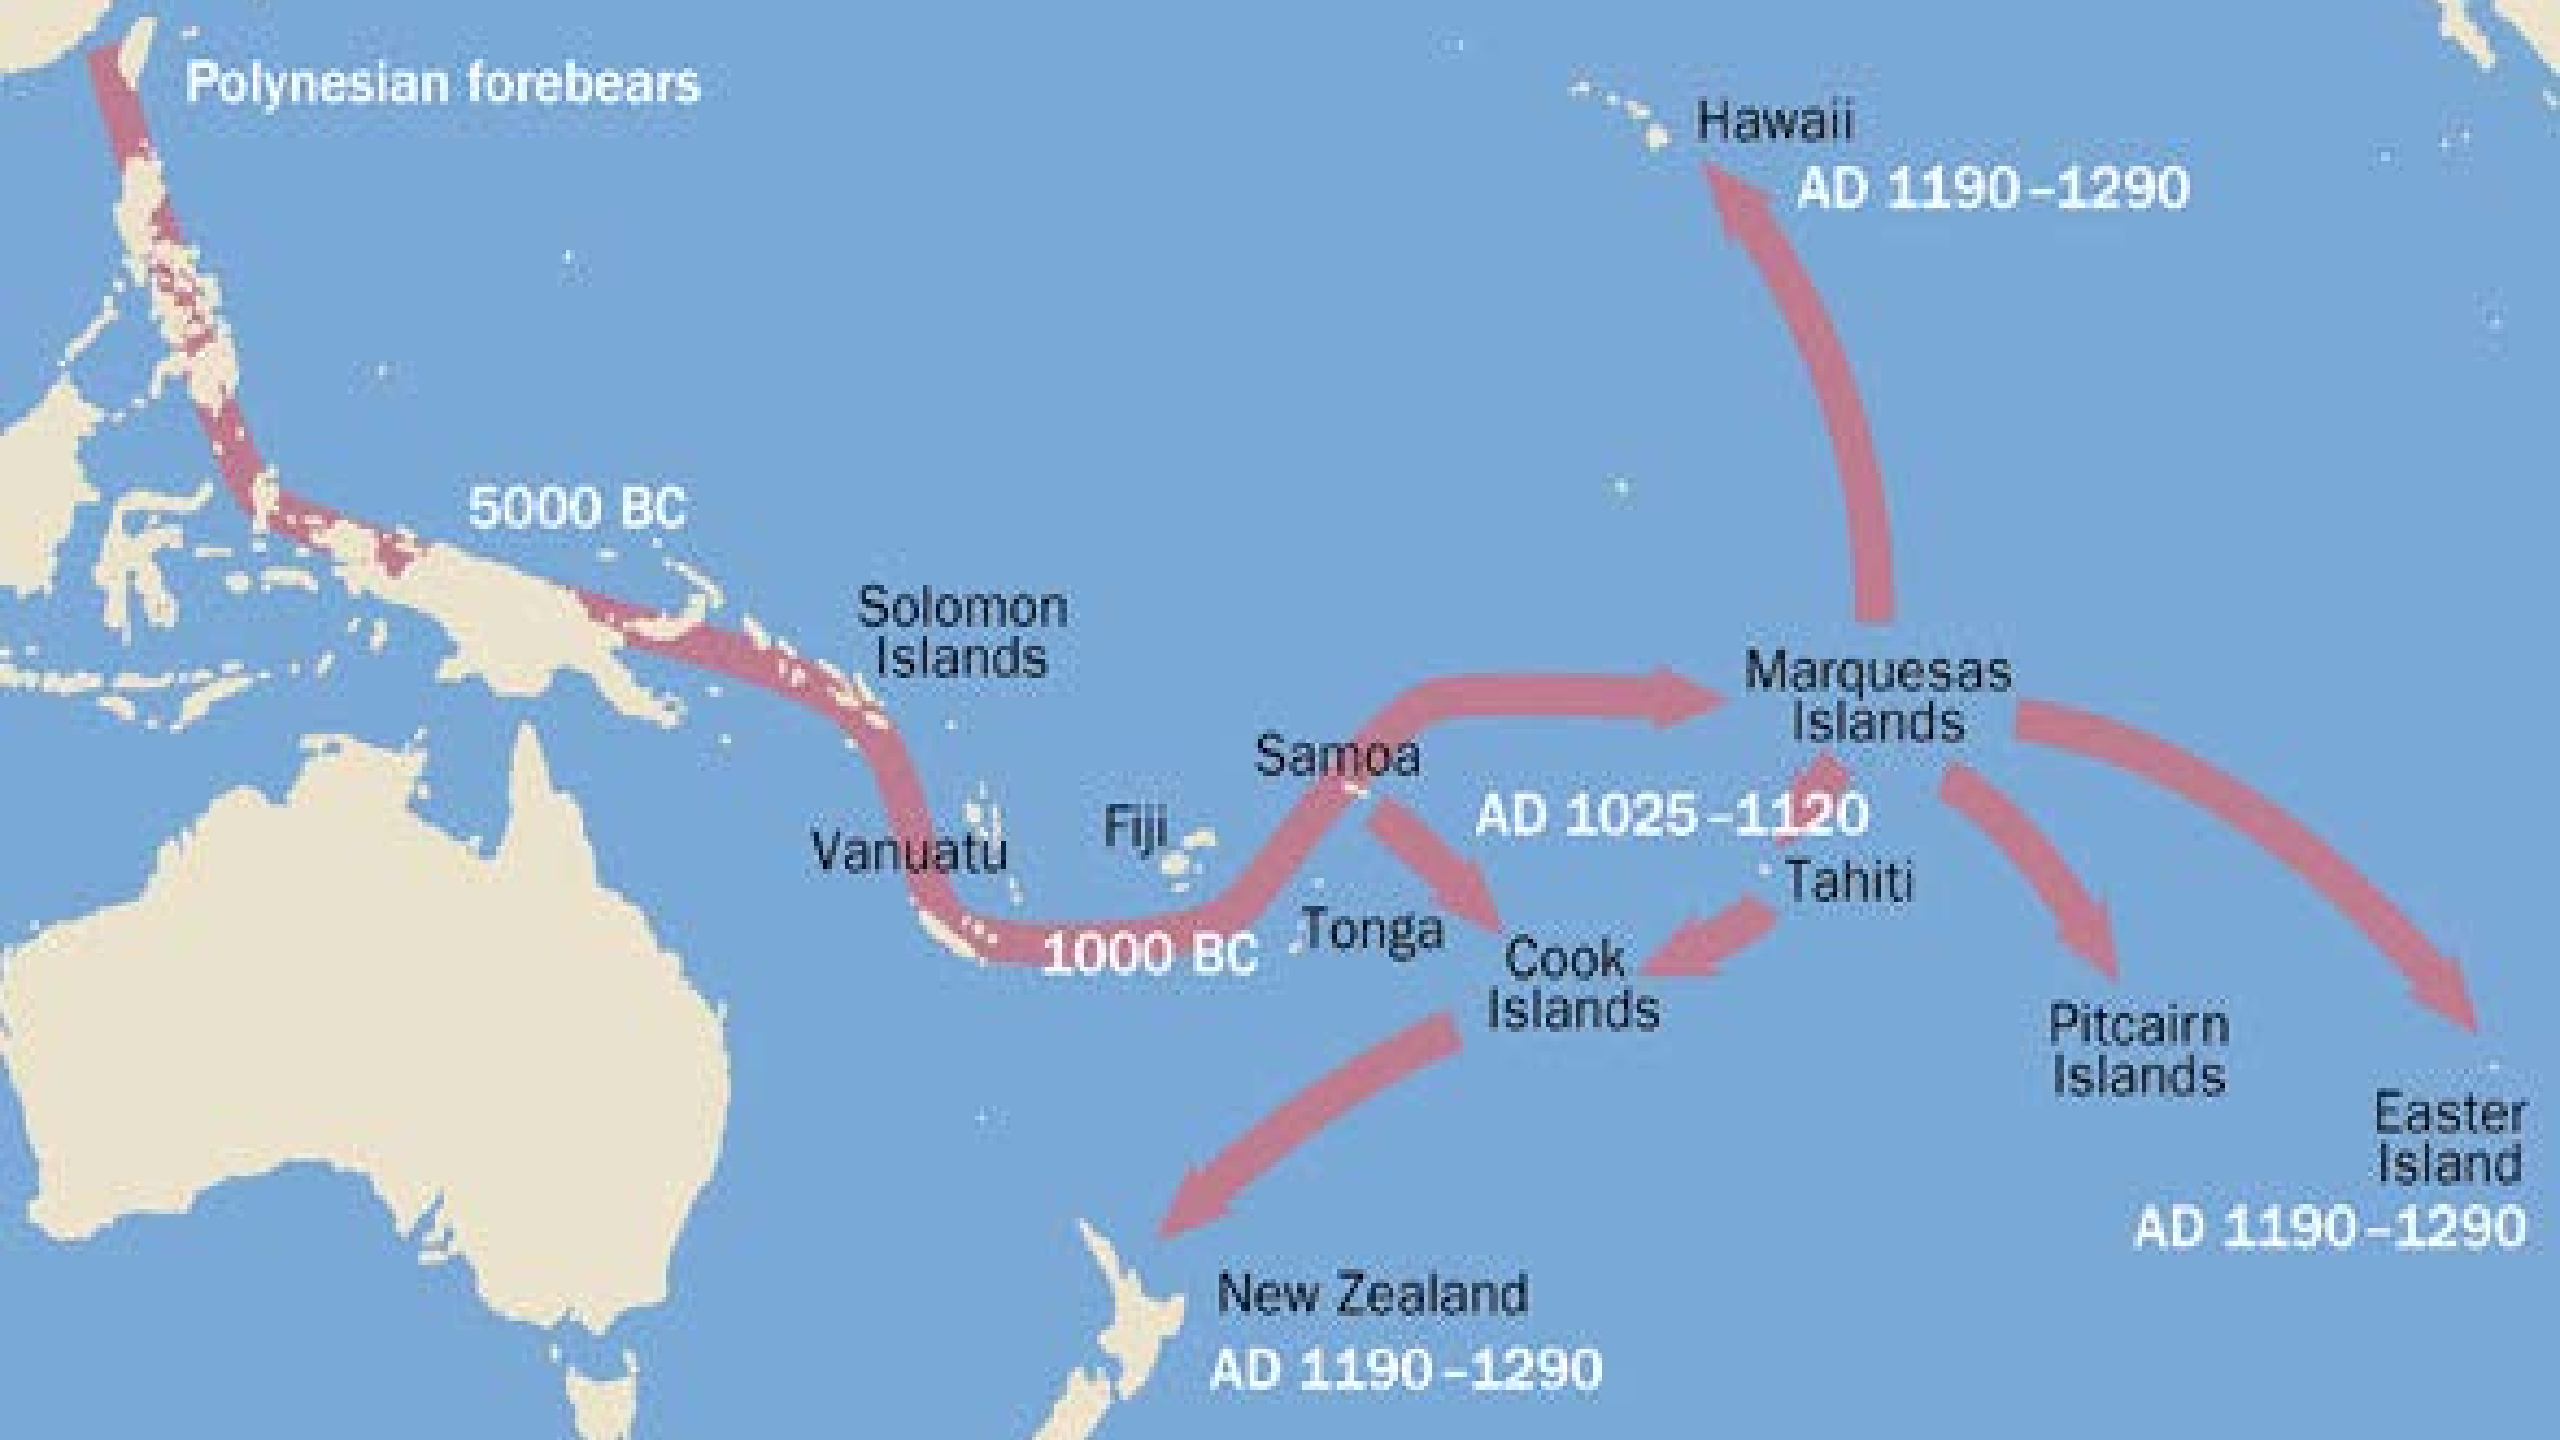 Polynesian forebears
Hawaii
AD 1190–1290
5000 BC
Solomon
Islands
Marquesas
Islands
Samoa
AD 1025–1120
Fiji
Vanuatu
Tahiti
Tonga
1000 BC
Cook
Islands
Pitcairn
Islands
Easter
Island
AD 1190–1290
New Zealand
AD 1190–1290